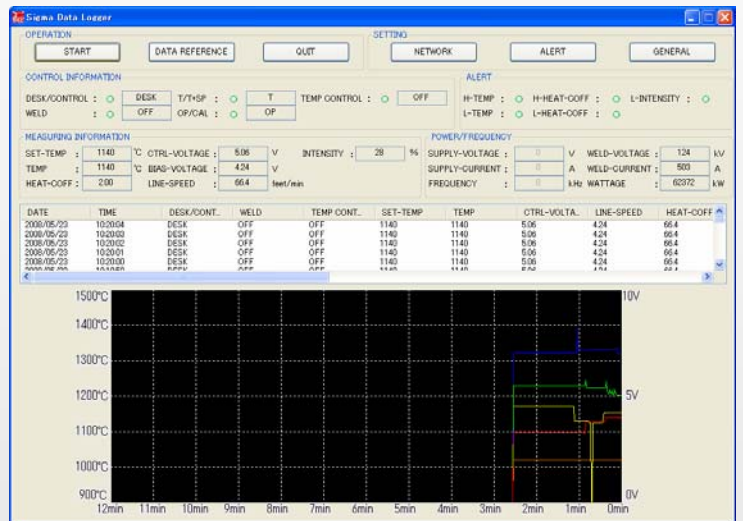 Sigma Data Logger
OPERATION
START DATA REFERENCE QUIT
SETTING
NETWORK ALERT GENERAL
CONTROL INFORMATION
DESK/CONTROL : DESK T/T+SP : T TEMP CONTROL : OFF
WELD : OFF OP/CAL : OP
ALERT
H-TEMP : H-HEAT-COFF : L-INTENSITY :
L-TEMP : L-HEAT-COFF :
MEASURING INFORMATION
SET-TEMP : 1140 °C CTRL-VOLTAGE : 5.06 V INTENSITY : 28 %
TEMP : 1140 °C BIAS-VOLTAGE : 4.24 V
HEAT-COFF : 2.00 LINE-SPEED : 66.4 feet/min
POWER/FREQUENCY
SUPPLY-VOLTAGE : 0 V WELD-VOLTAGE : 124 kV
SUPPLY-CURRENT : 0 A WELD-CURRENT : 503 A
FREQUENCY : 0 kHz WATTAGE : 62372 kW
DATE TIME DESK/CONT... WELD TEMP CONT... SET-TEMP TEMP CTRL-VOLTA... LINE-SPEED HEAT-COFF
2008/05/23 10:20:04 DESK OFF OFF 1140 1140 5.06 4.24 66.4
2008/05/23 10:20:03 DESK OFF OFF 1140 1140 5.06 4.24 66.4
2008/05/23 10:20:02 DESK OFF OFF 1140 1140 5.06 4.24 66.4
2008/05/23 10:20:01 DESK OFF OFF 1140 1140 5.06 4.24 66.4
2008/05/23 10:20:00 DESK OFF OFF 1140 1140 5.06 4.24 66.4
1500°C 10V
1400°C
1300°C
1200°C 5V
1100°C
1000°C
900°C 0V
12min 11min 10min 9min 8min 7min 6min 5min 4min 3min 2min 1min 0min